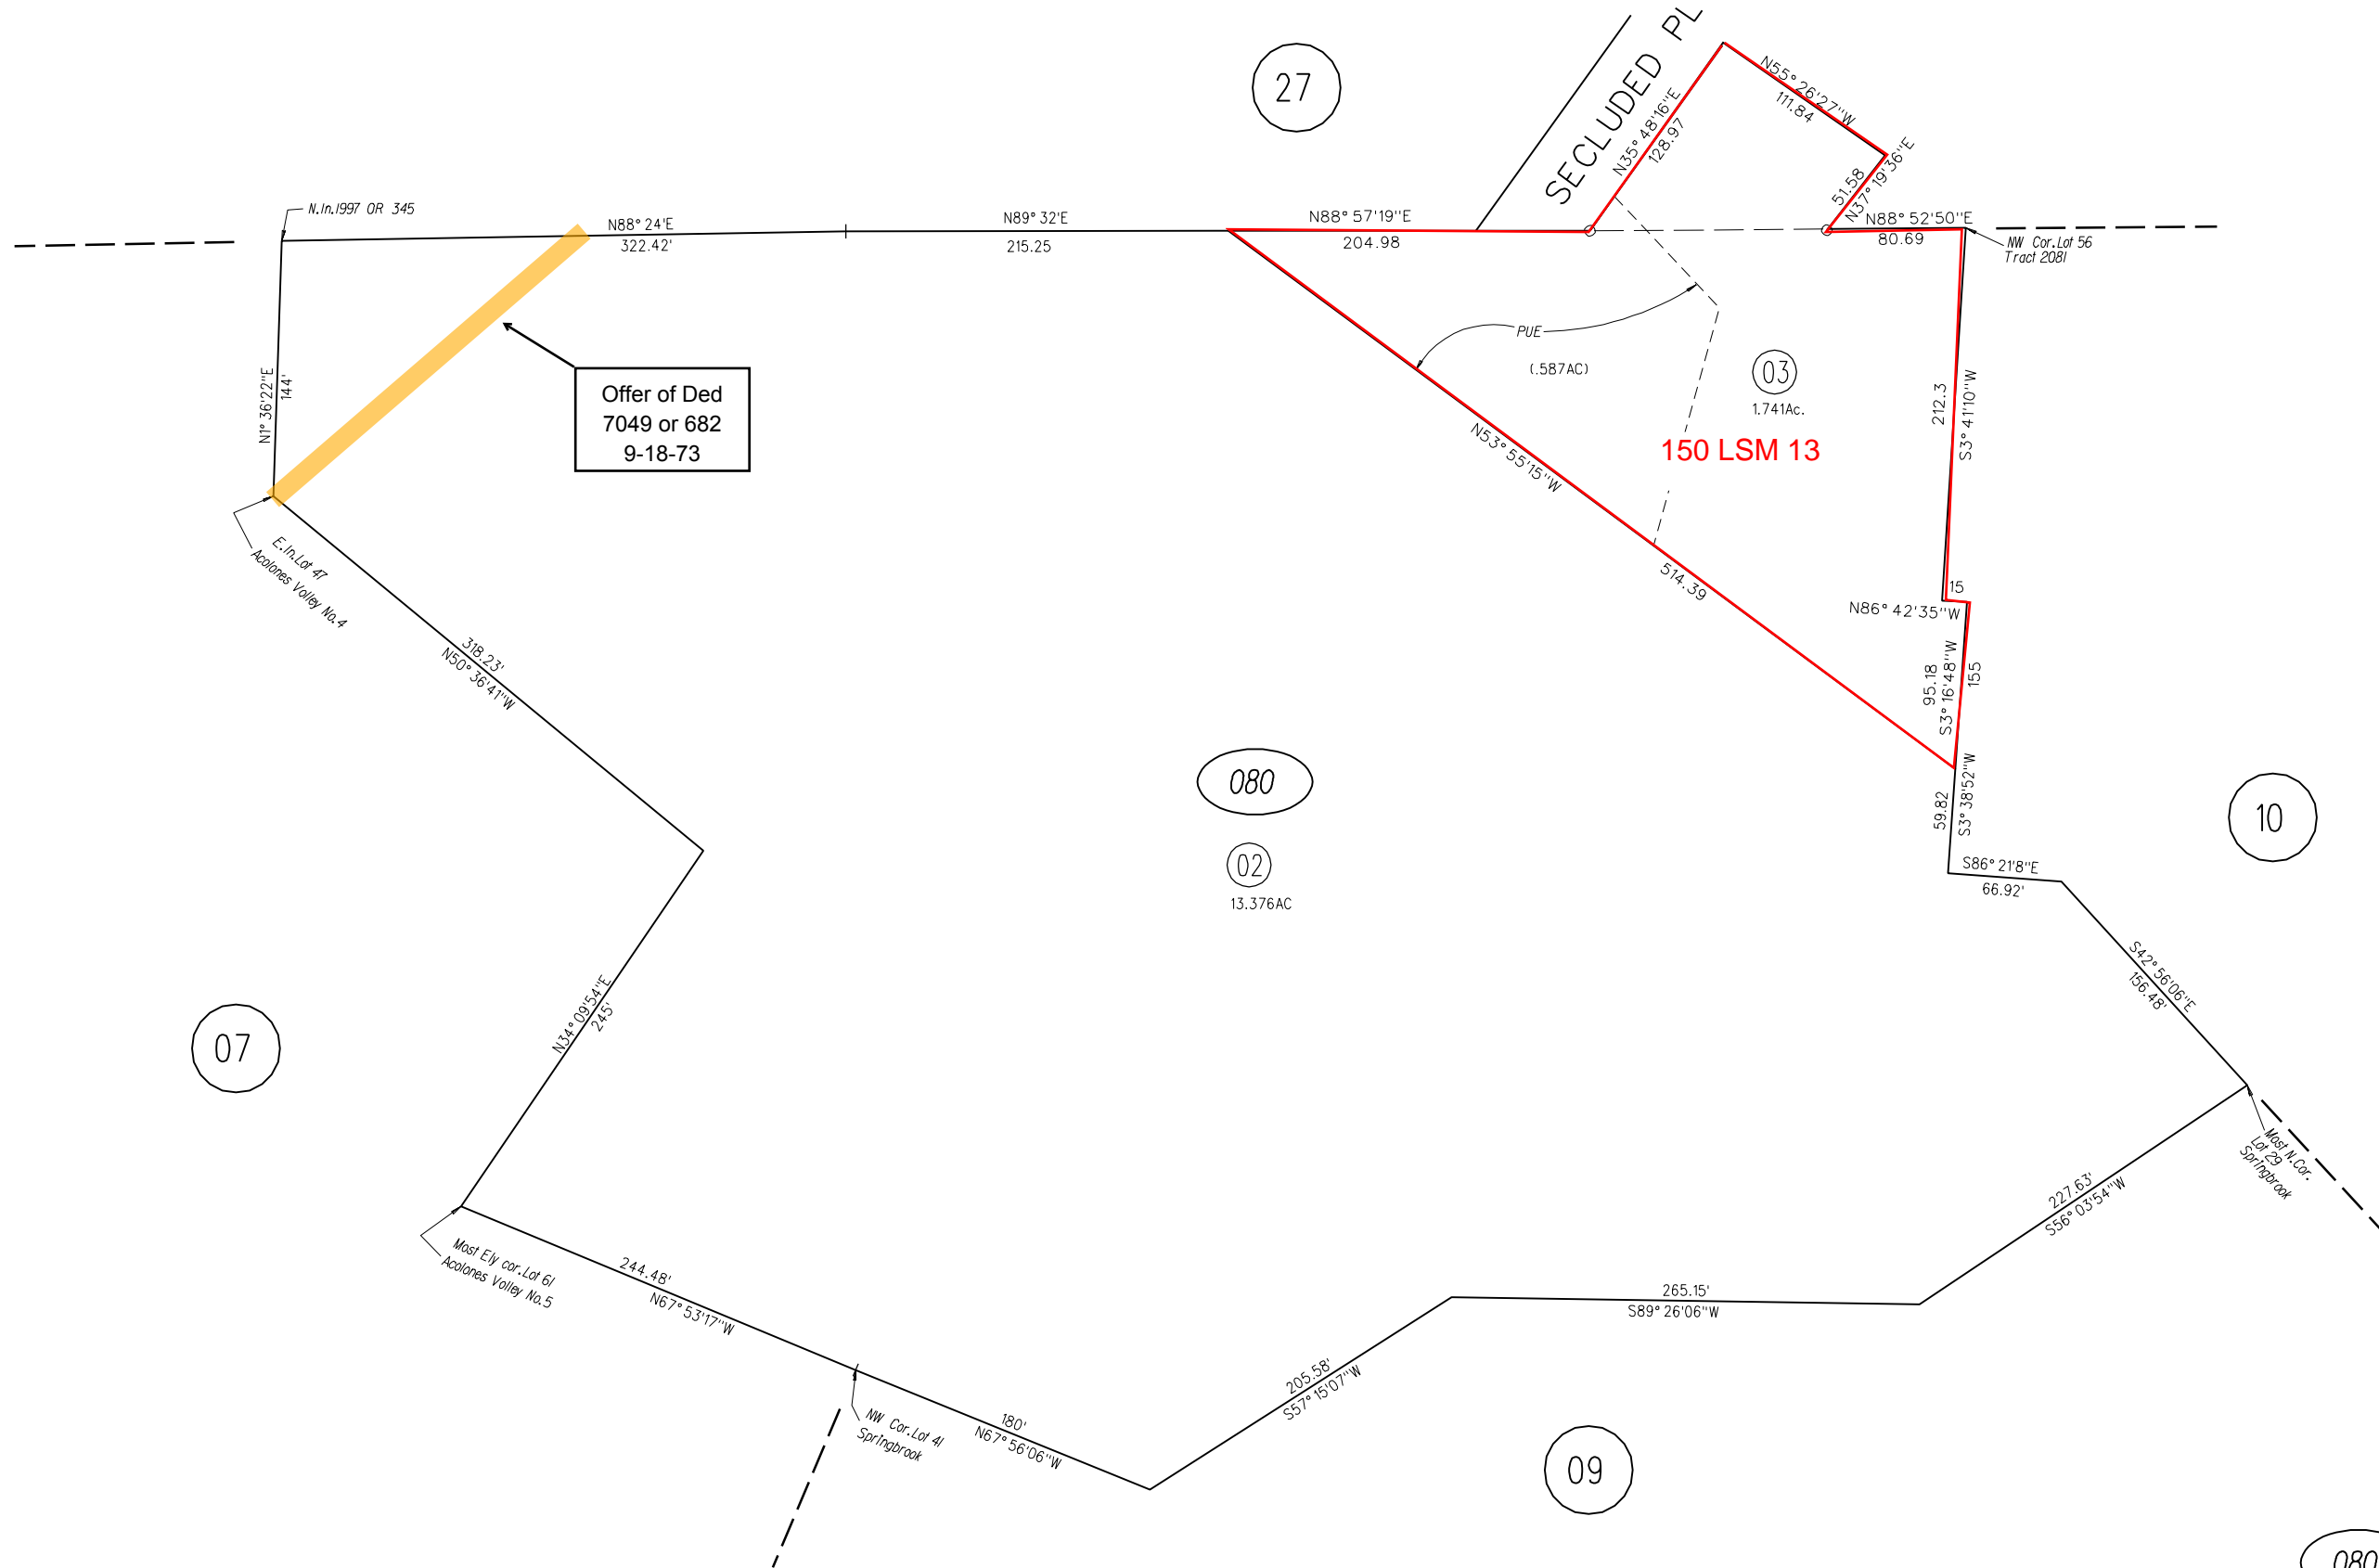 27
SECLUDED PL
N55°26'27"W
111.84
N35°48'16"E
128.97
51.58
N37°19'36"E
N.ln.1997 OR 345
N88°24'E
322.42'
N89°32'E
215.25
N88°57'19"E
204.98
N88°52'50"E
80.69
NW Cor.Lot 56
Tract 2081
N1°36'22"E
144'
Offer of Ded
7049 or 682
9-18-73
PUE
(.587AC)
03
1.741Ac.
150 LSM 13
212.3
S3°41'10"W
N53°55'15"W
514.39
E.ln.Lot 47
Acolones Valley No.4
15
N86°42'35"W
318.23'
N50°36'41"W
95.18
S3°16'48"W
155
080
02
13.376AC
59.82
S3°38'52"W
10
S86°21'8"E
66.92'
S42°56'06"E
156.48'
07
N34°09'54"E
245'
Most N.Cor.
Lot 29
Springbrook
227.63'
S56°03'54"W
Most Ely cor.Lot 61
Acolones Valley No.5
244.48'
N67°53'17"W
265.15'
S89°26'06"W
205.58'
S57°15'07"W
180'
N67°56'06"W
NW Cor.Lot 41
Springbrook
09
080